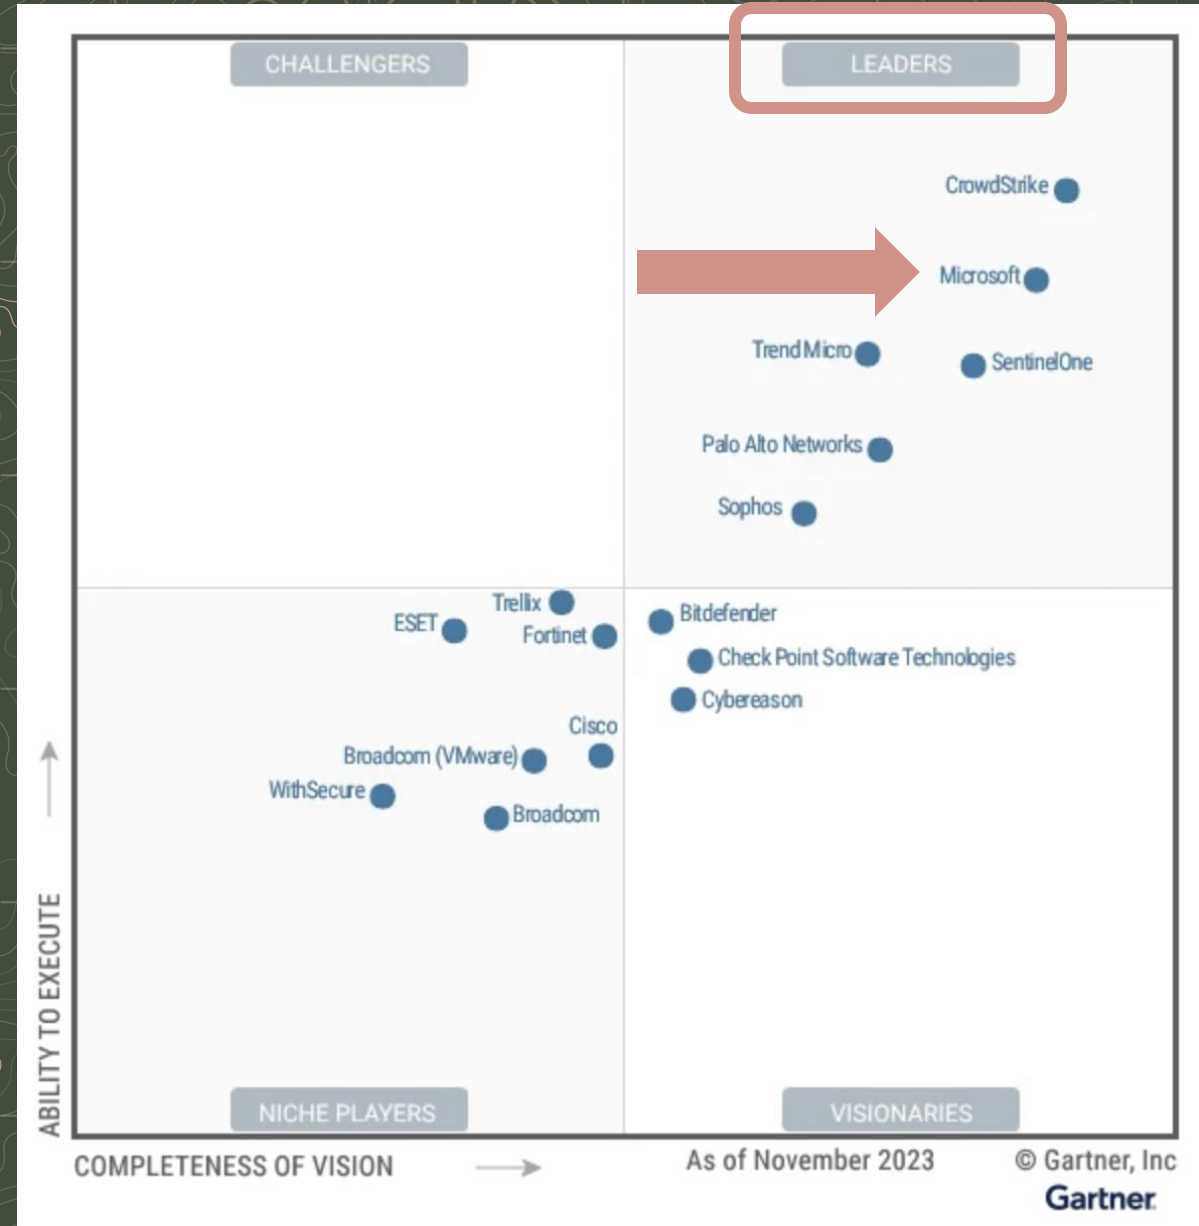 CHALLENGERS
LEADERS
CrowdStrike
Microsoft
Trend Micro
SentinelOne
Palo Alto Networks
Sophos
Trellix
ESET
Fortinet
Bitdefender
Check Point Software Technologies
Cybereason
Cisco
Broadcom (VMware)
WithSecure
Broadcom
ABILITY TO EXECUTE
NICHE PLAYERS
VISIONARIES
COMPLETENESS OF VISION
As of November 2023
© Gartner, Inc
Gartner.